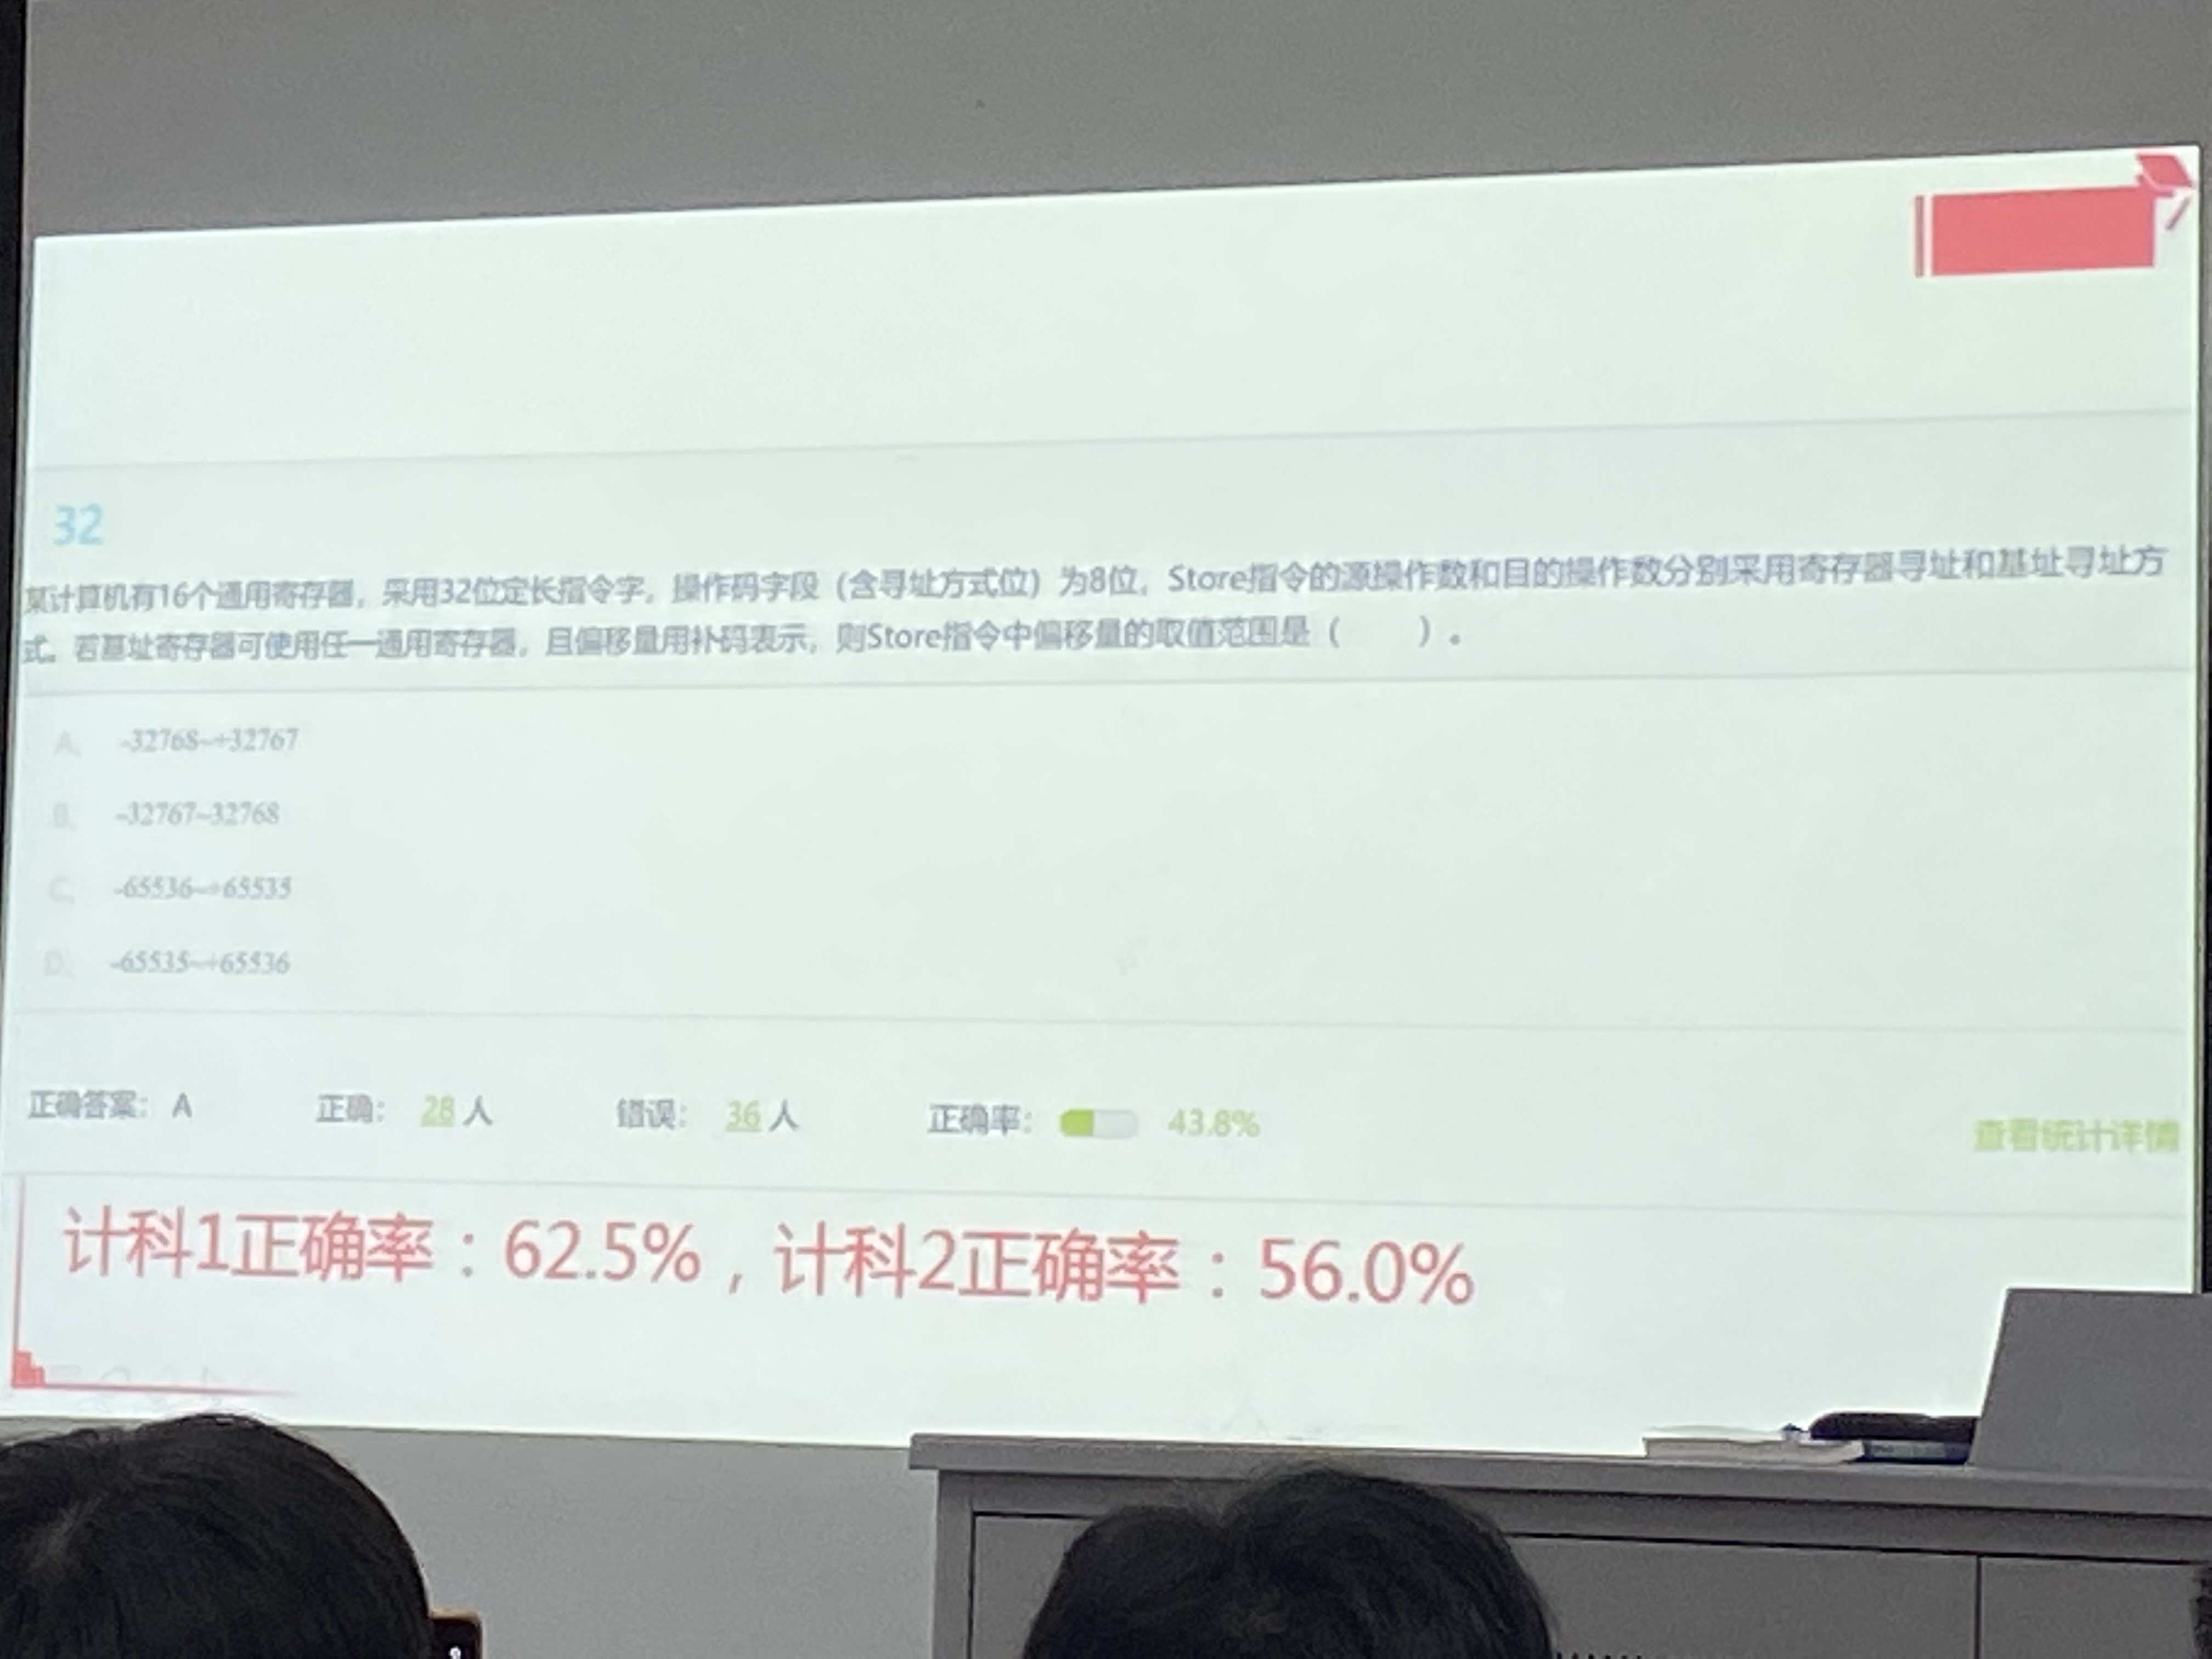 32
某计算机有16个通用寄存器，采用32位定长指令字，操作码字段（含寻址方式位）为8位，Store指令的源操作数和目的操作数分别采用寄存器寻址和基址寻址方
式。若基址寄存器可使用任一通用寄存器，且偏移量用补码表示，则Store指令中偏移量的取值范围是（ ）。
A. -32768~+32767
B. -32767~32768
C. -65536~+65535
D. -65535~+65536
正确答案： A 正确： 28 人 错误： 36 人 正确率： 43.8% 查看统计详情
计科1正确率：62.5%，计科2正确率：56.0%